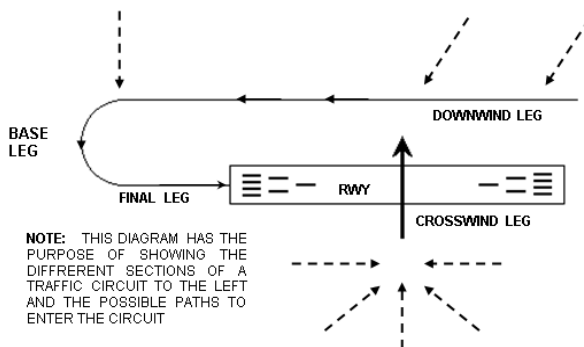 DOWNWIND LEG
BASE
LEG
FINAL LEG
RWY
CROSSWIND LEG
NOTE: THIS DIAGRAM HAS THE
PURPOSE OF SHOWING THE
DIFFRERENT SECTIONS OF A
TRAFFIC CIRCUIT TO THE LEFT
AND THE POSSIBLE PATHS TO
ENTER THE CIRCUIT